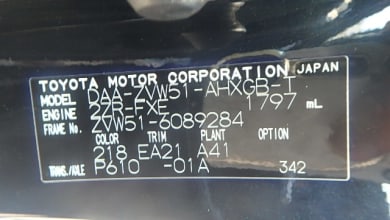 TOYOTA MOTOR CORPORATION JAPAN
MODEL DAA-ZVW51-AHXGB-I
ENGINE 2ZR-FXE 1797 mL
FRAME NO. ZVW51-6089284
COLOR TRIM PLANT OPTION
218 EA21 A41
TRANS./AXLE P610 -01A 342